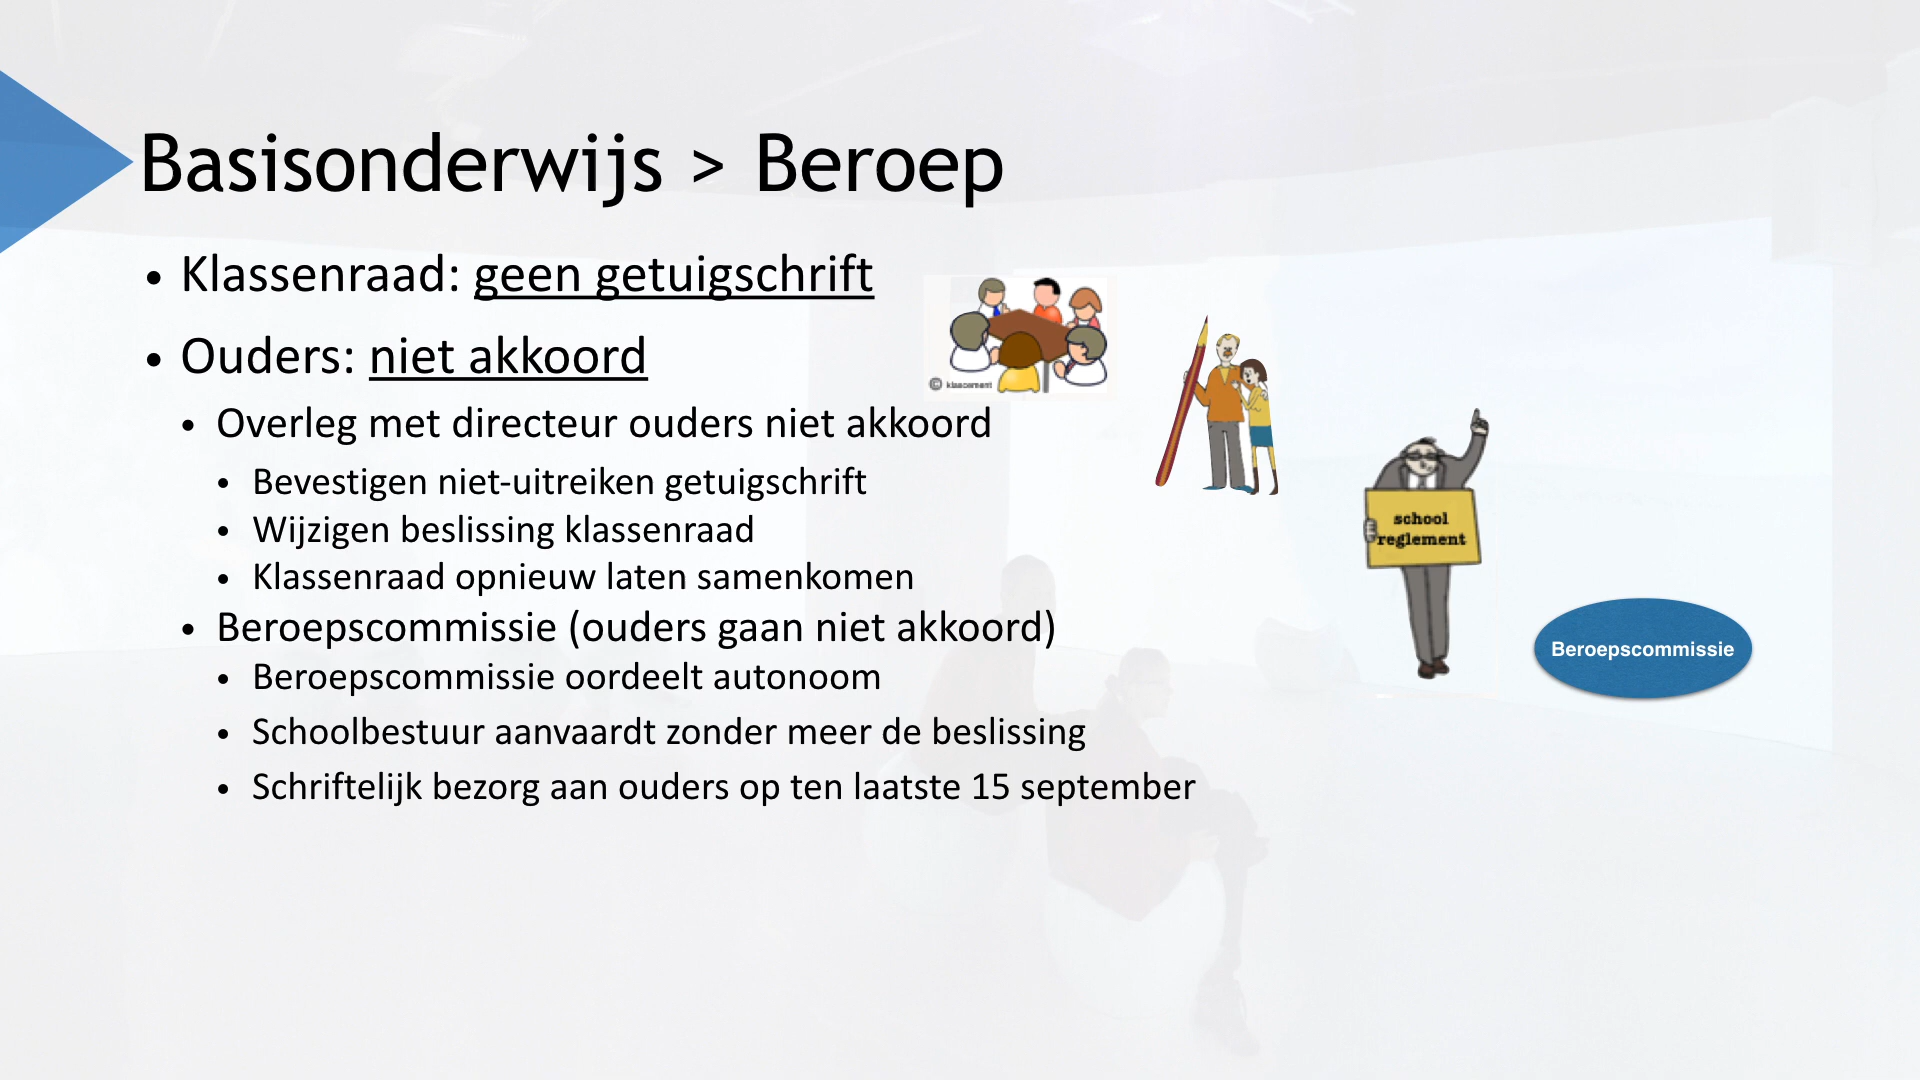 Basisonderwijs > Beroep
• Klassenraad: geen getuigschrift
• Ouders: niet akkoord
• Overleg met directeur ouders niet akkoord
• Bevestigen niet-uitreiken getuigschrift
• Wijzigen beslissing klassenraad
• Klassenraad opnieuw laten samenkomen
• Beroepscommissie (ouders gaan niet akkoord)
• Beroepscommissie oordeelt autonoom
• Schoolbestuur aanvaardt zonder meer de beslissing
• Schriftelijk bezorg aan ouders op ten laatste 15 september
© klascement
school
reglement
Beroepscommissie